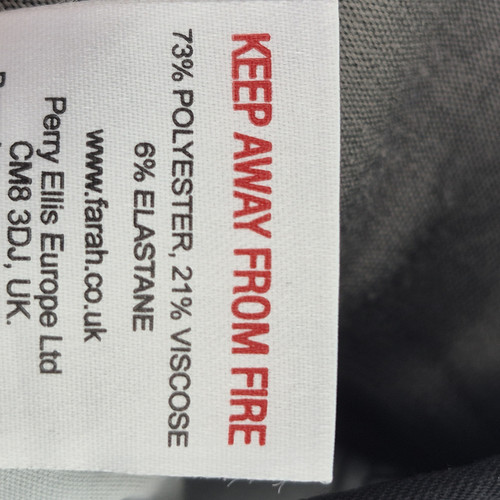 KEEP AWAY FROM FIRE
73% POLYESTER, 21% VISCOSE
6% ELASTANE
www.farah.co.uk
Perry Ellis Europe Ltd
CM8 3DJ, UK.